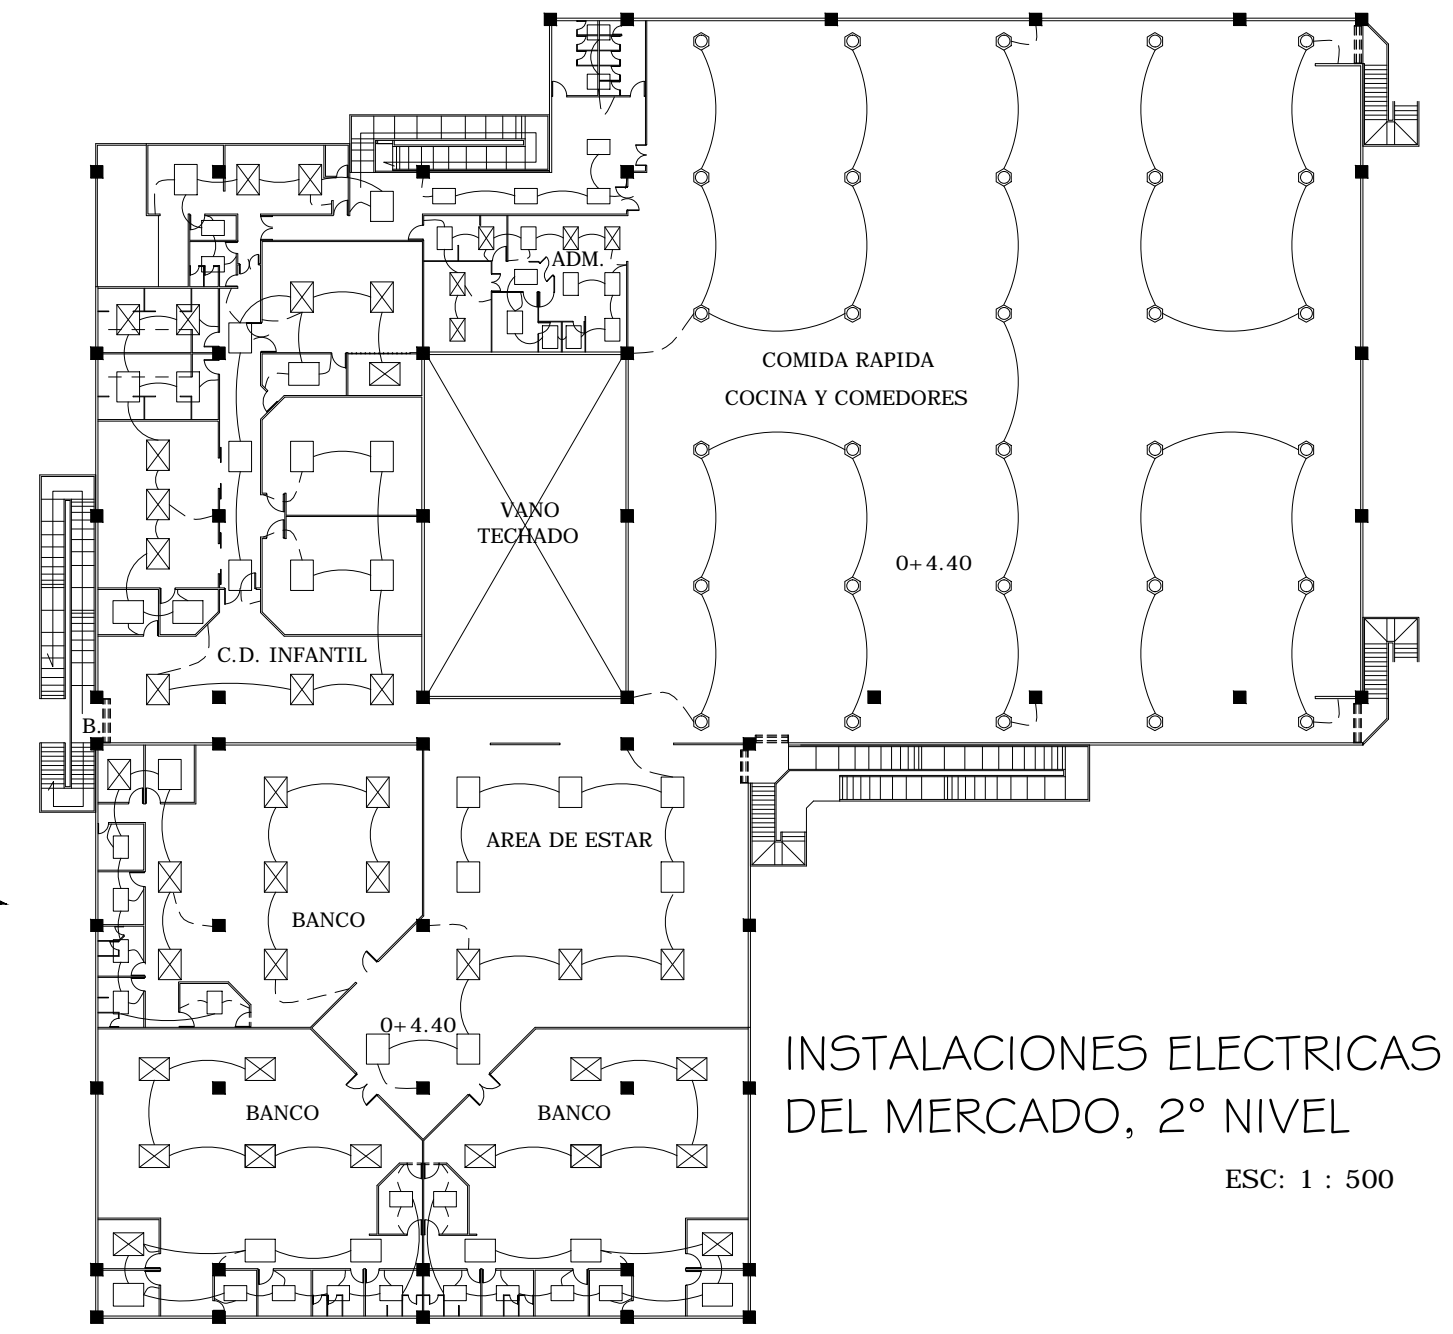 ADM.
COMIDA RAPIDA
COCINA Y COMEDORES
VANO
TECHADO
0+4.40
C.D. INFANTIL
B.
AREA DE ESTAR
BANCO
0+4.40
BANCO
BANCO
INSTALACIONES ELECTRICAS
DEL MERCADO, 2° NIVEL
ESC: 1 : 500